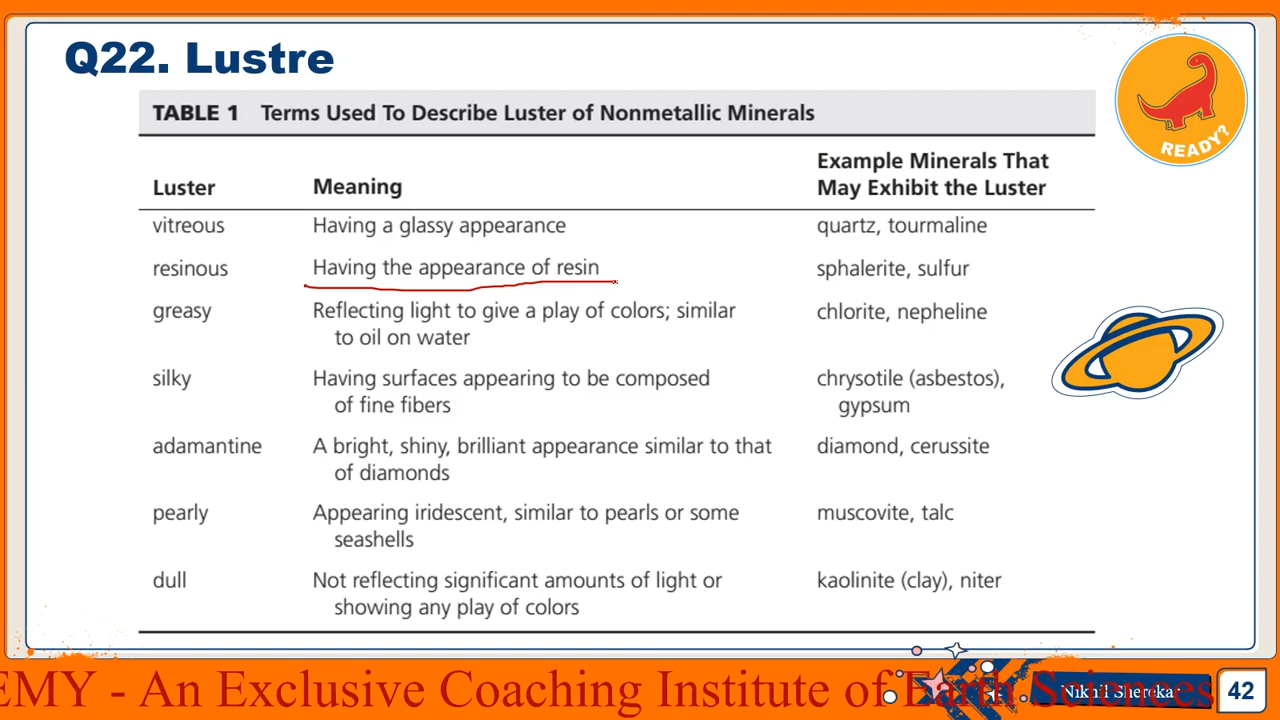 Q22. Lustre
READY?
TABLE 1 Terms Used To Describe Luster of Nonmetallic Minerals
Luster Meaning Example Minerals That May Exhibit the Luster
vitreous Having a glassy appearance quartz, tourmaline
resinous Having the appearance of resin sphalerite, sulfur
greasy Reflecting light to give a play of colors; similar chlorite, nepheline
to oil on water
silky Having surfaces appearing to be composed chrysotile (asbestos),
of fine fibers gypsum
adamantine A bright, shiny, brilliant appearance similar to that diamond, cerussite
of diamonds
pearly Appearing iridescent, similar to pearls or some muscovite, talc
seashells
dull Not reflecting significant amounts of light or kaolinite (clay), niter
showing any play of colors
EMY - An Exclusive Coaching Institute of Earth Sciences
Nikhil Sherekar 42